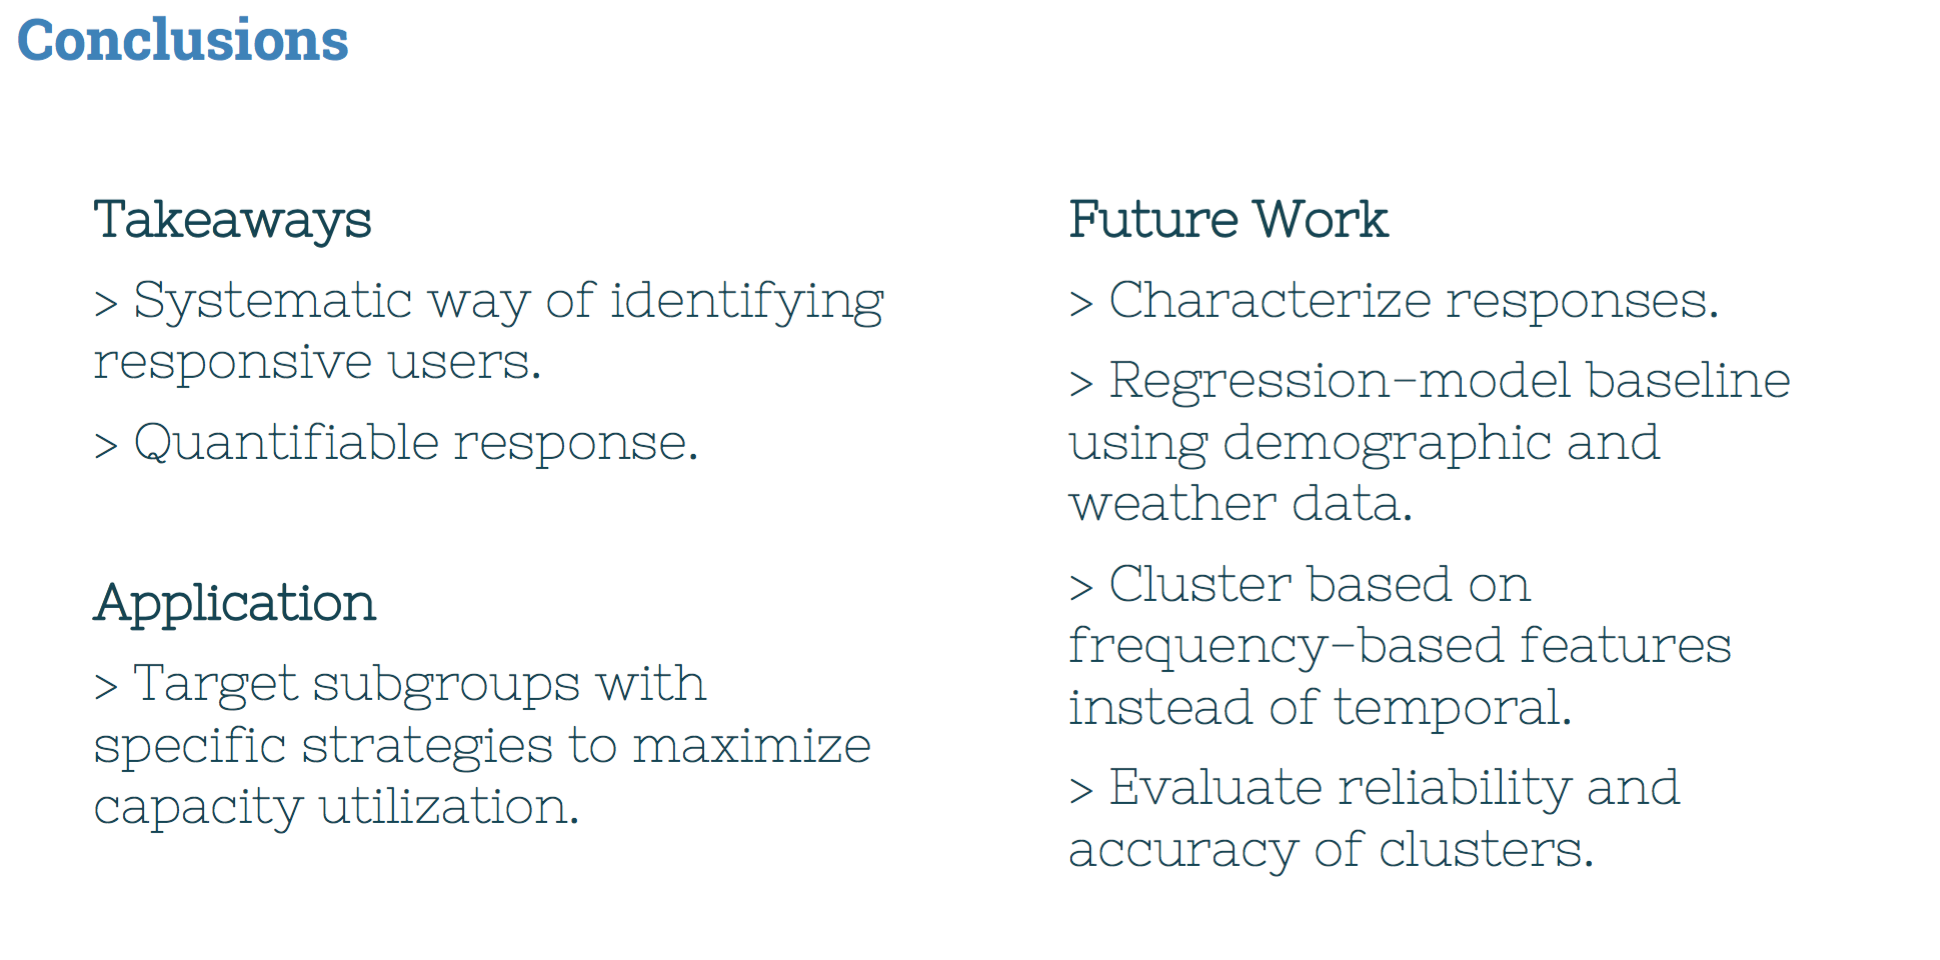 Conclusions
Takeaways
> Systematic way of identifying
responsive users.
> Quantifiable response.
Application
> Target subgroups with
specific strategies to maximize
capacity utilization.
Future Work
> Characterize responses.
> Regression-model baseline
using demographic and
weather data.
> Cluster based on
frequency-based features
instead of temporal.
> Evaluate reliability and
accuracy of clusters.